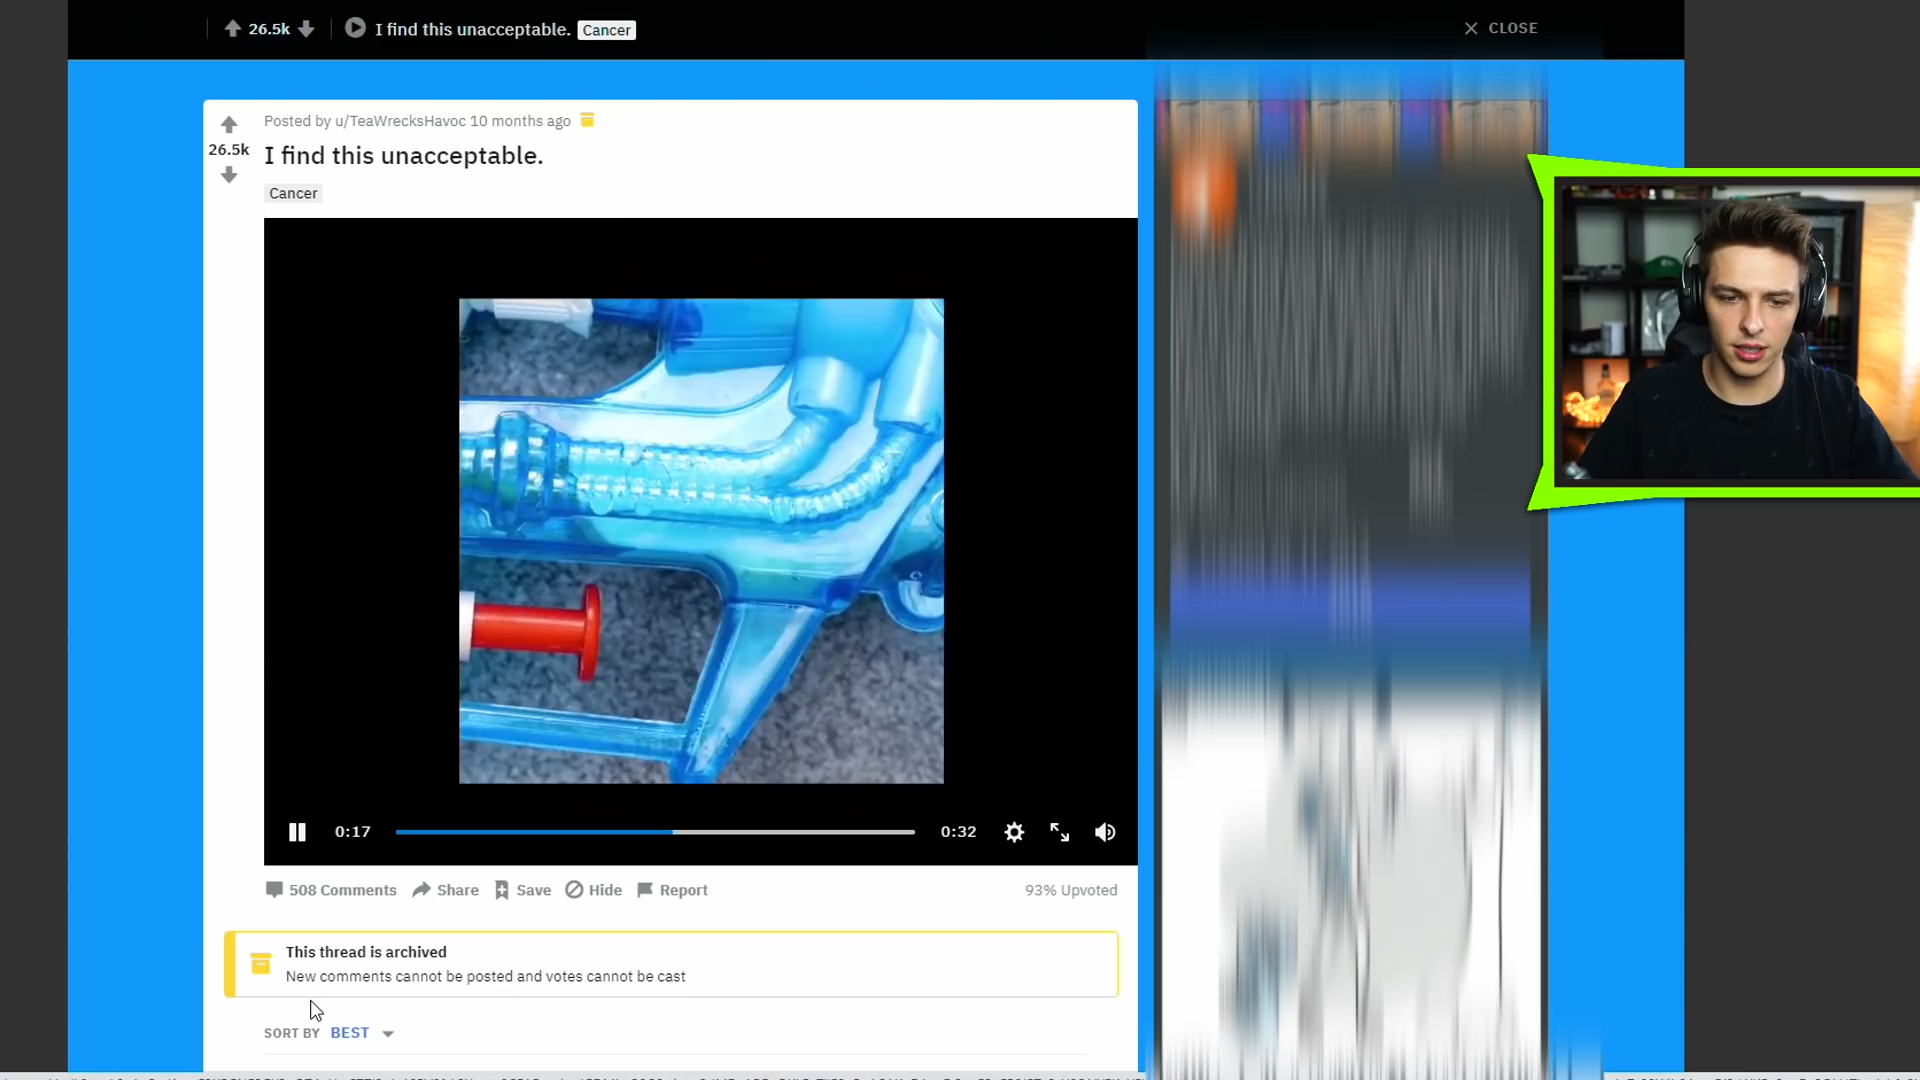 26.5k I find this unacceptable. Cancer CLOSE
Posted by u/TeaWrecksHavoc 10 months ago
26.5k
I find this unacceptable.
Cancer
0:17 0:32
508 Comments Share Save Hide Report 93% Upvoted
This thread is archived
New comments cannot be posted and votes cannot be cast
SORT BY BEST